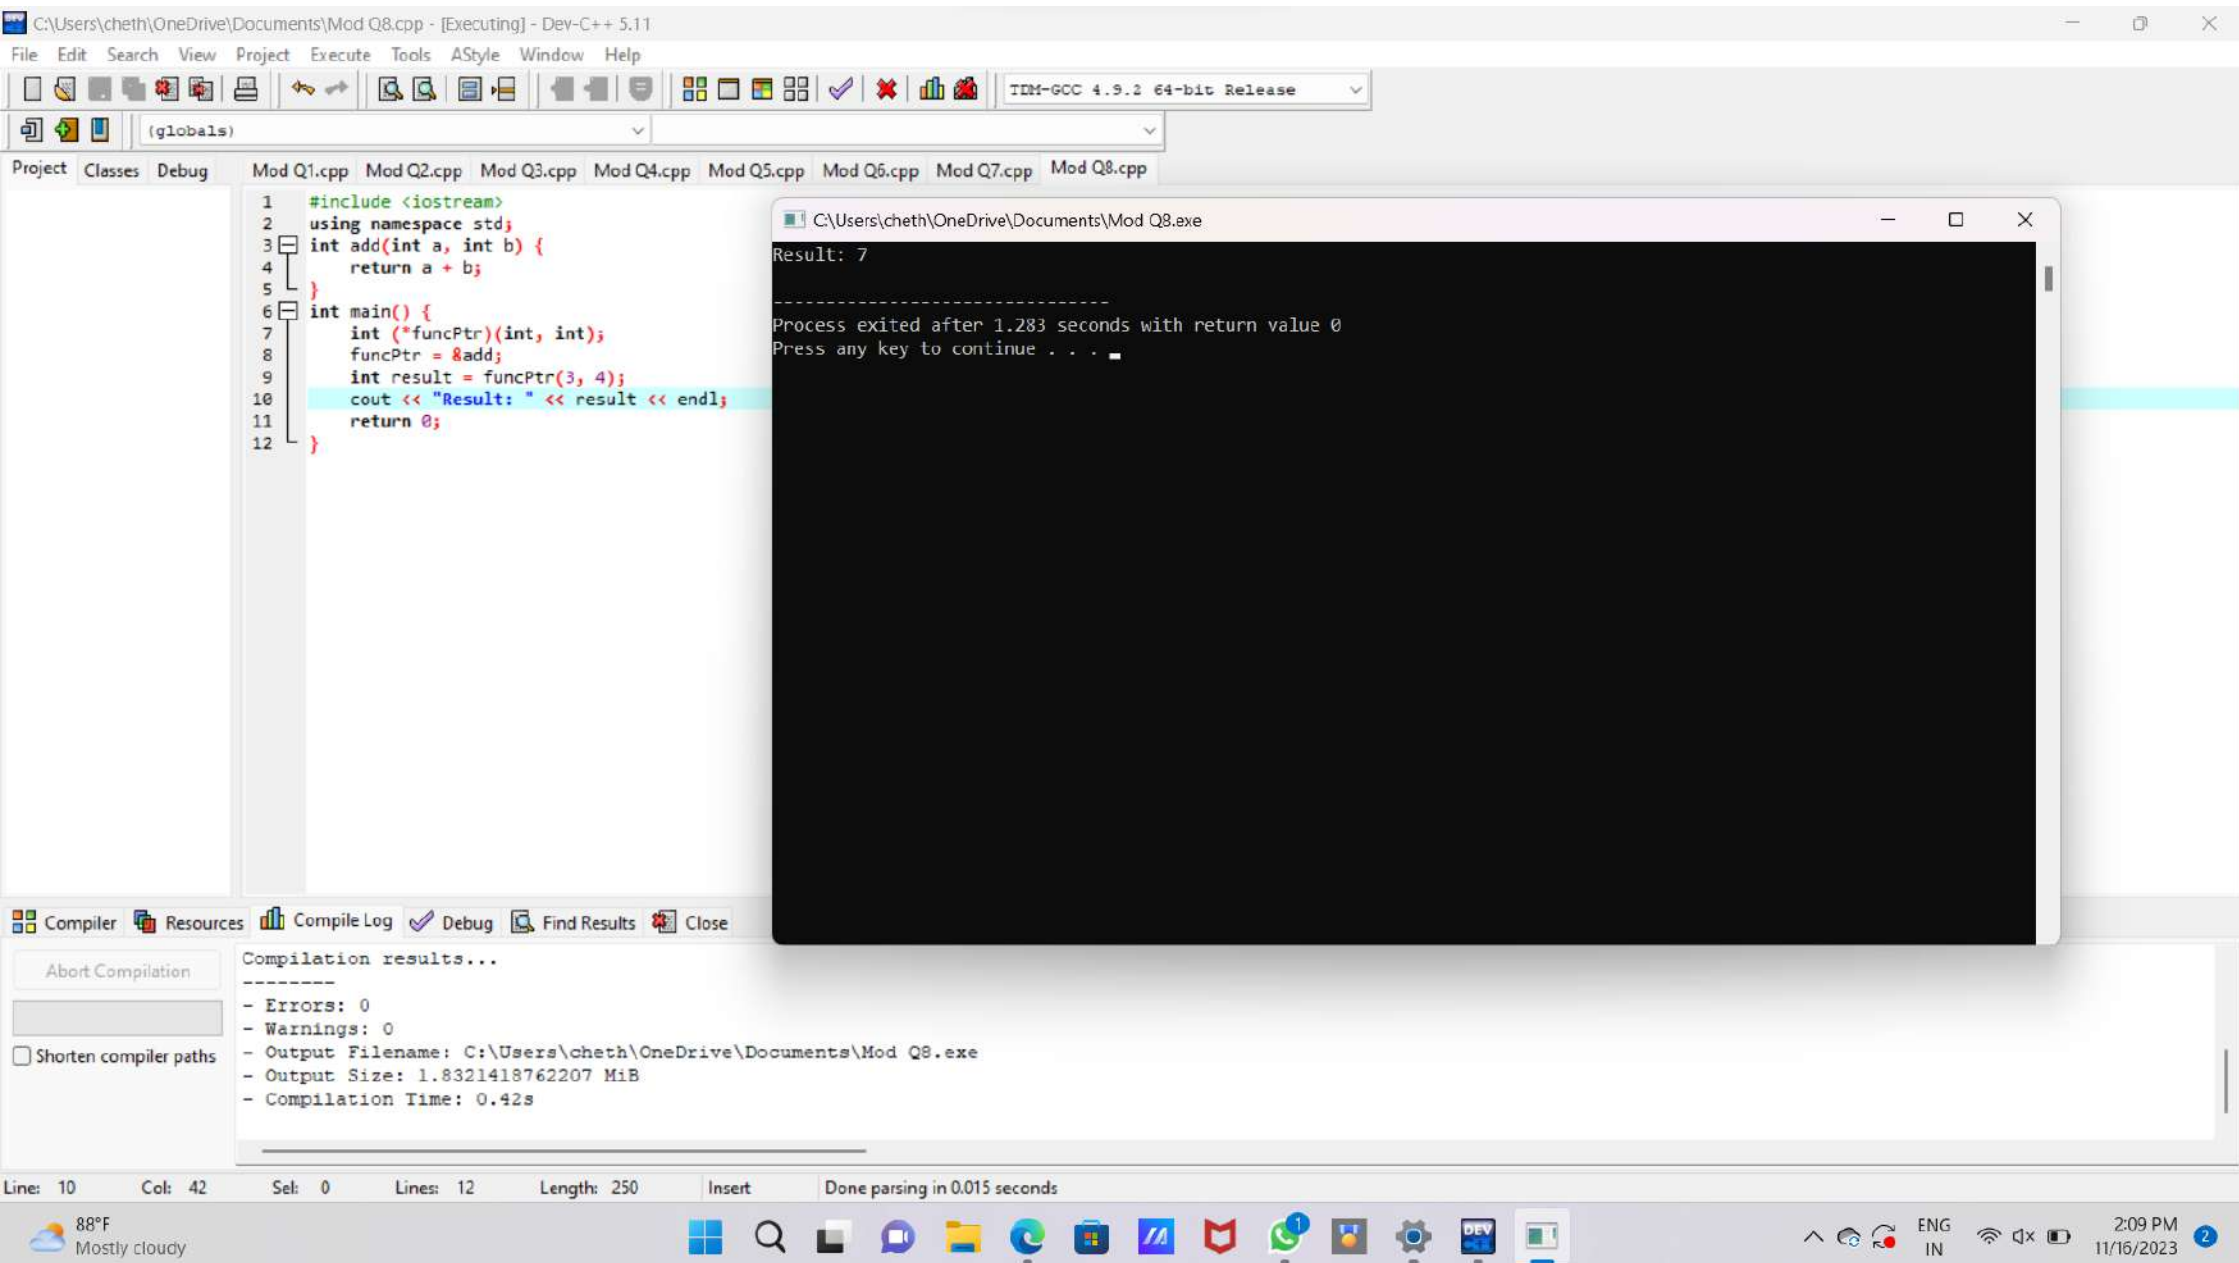 C:\Users\cheth\OneDrive\Documents\Mod Q8.cpp - [Executing] - Dev-C++ 5.11
File Edit Search View Project Execute Tools AStyle Window Help
TDM-GCC 4.9.2 64-bit Release
(globals)
Project Classes Debug
Mod Q1.cpp Mod Q2.cpp Mod Q3.cpp Mod Q4.cpp Mod Q5.cpp Mod Q6.cpp Mod Q7.cpp Mod Q8.cpp
1 #include <iostream>
2 using namespace std;
3 int add(int a, int b) {
4 return a + b;
5 }
6 int main() {
7 int (*funcPtr)(int, int);
8 funcPtr = &add;
9 int result = funcPtr(3, 4);
10 cout << "Result: " << result << endl;
11 return 0;
12 }
C:\Users\cheth\OneDrive\Documents\Mod Q8.exe
Result: 7
--------------------------------
Process exited after 1.283 seconds with return value 0
Press any key to continue . . .
Compiler Resources Compile Log Debug Find Results Close
Abort Compilation
Shorten compiler paths
Compilation results...
--------
- Errors: 0
- Warnings: 0
- Output Filename: C:\Users\cheth\OneDrive\Documents\Mod Q8.exe
- Output Size: 1.8321418762207 MiB
- Compilation Time: 0.42s
Line: 10 Col: 42 Sel: 0 Lines: 12 Length: 250 Insert Done parsing in 0.015 seconds
88°F
Mostly cloudy
1
DEV
ENG
IN
2:09 PM
11/16/2023
2